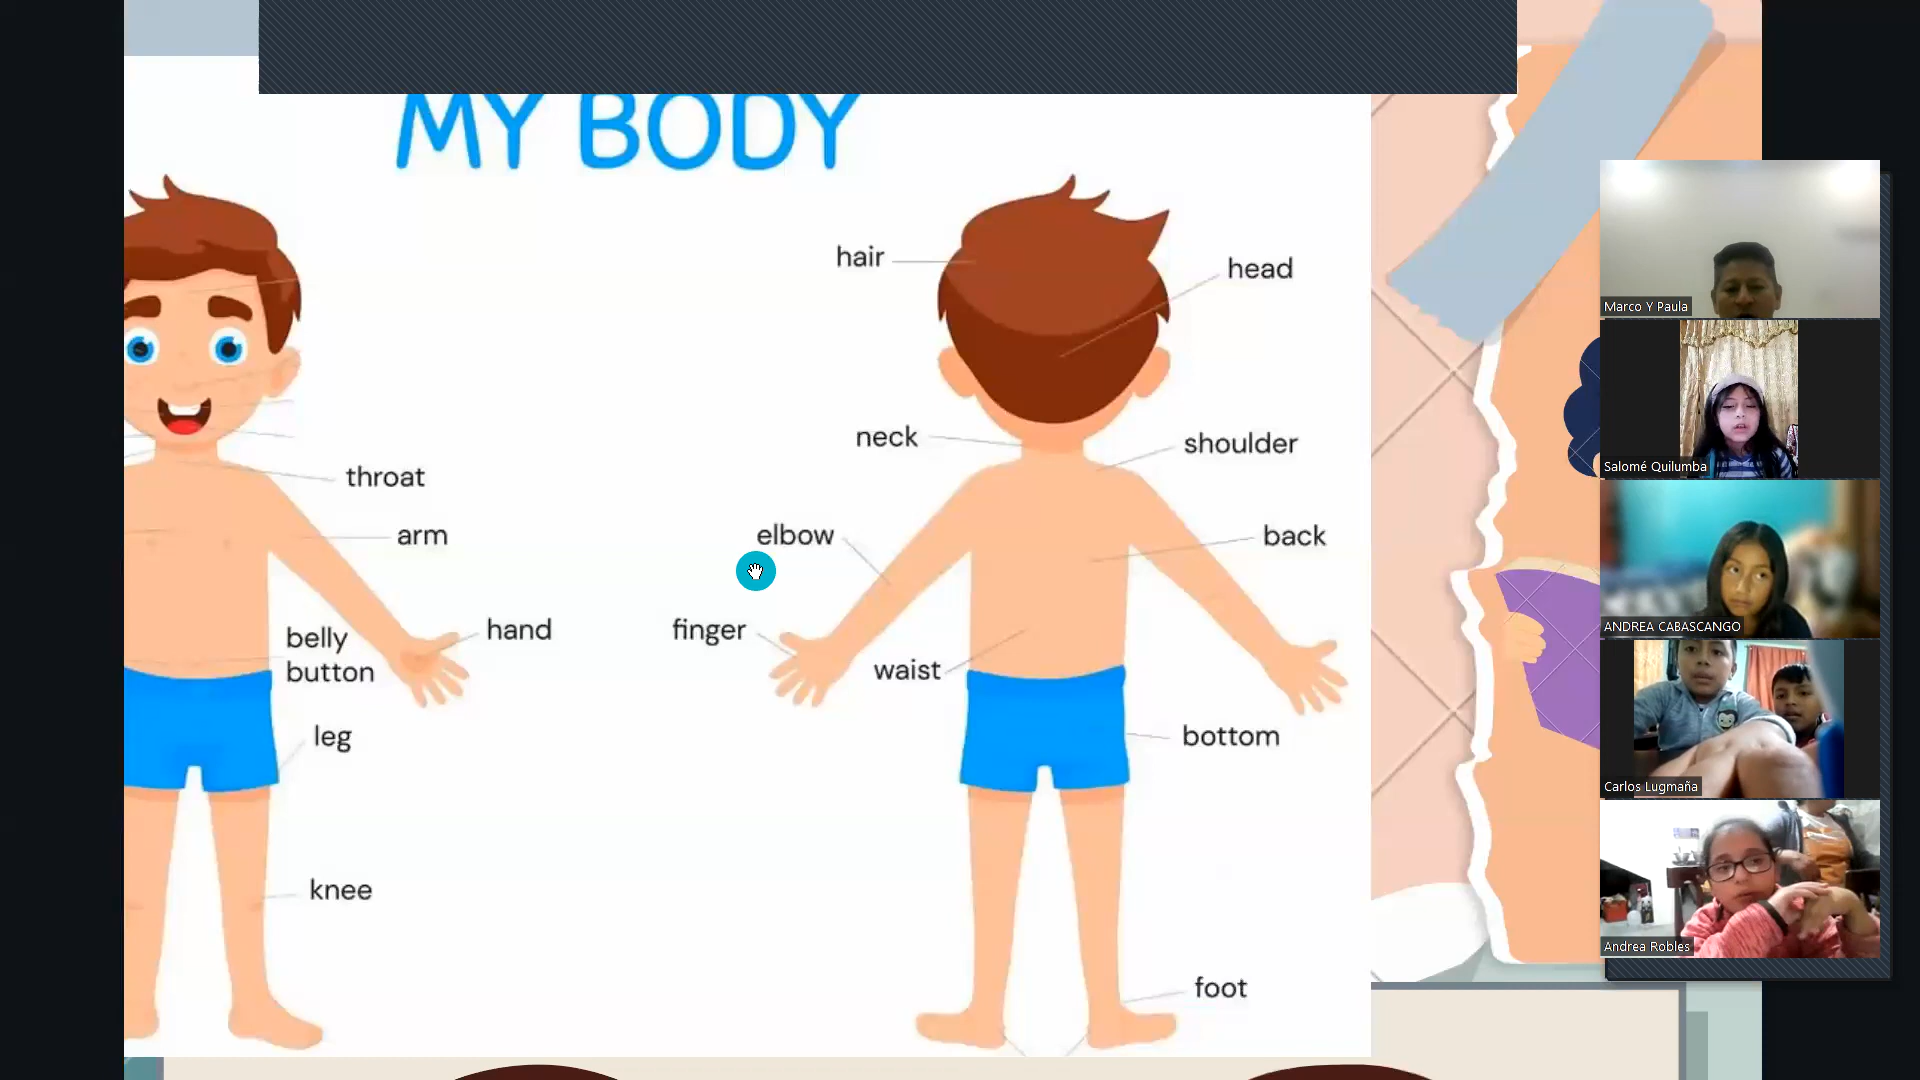 MY BODY
hair
head
neck
shoulder
throat
arm
elbow
back
belly
button
hand
finger
waist
leg
bottom
knee
foot
Marco Y Paula
Salomé Quilumba
ANDREA CABASCANGO
Carlos Lugmaña
Andrea Robles